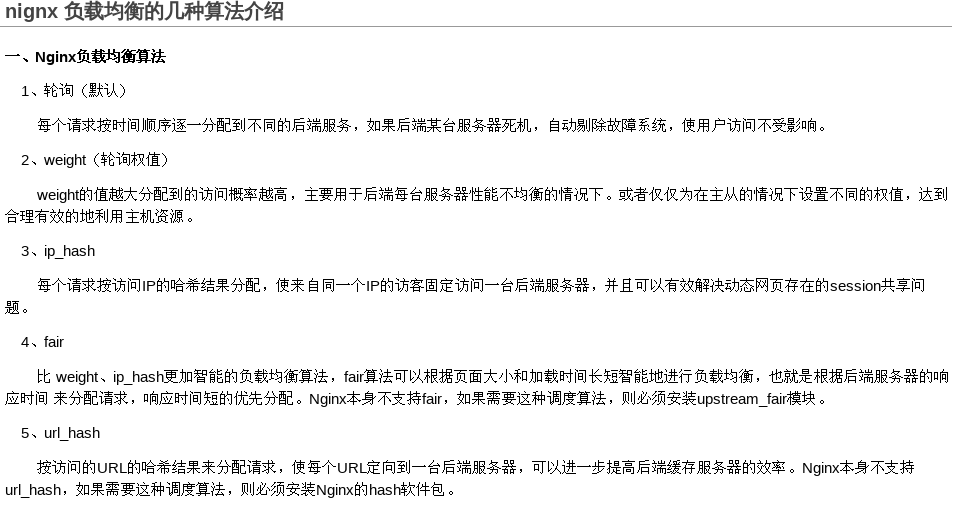 nignx 负载均衡的几种算法介绍
一、Nginx负载均衡算法
1、轮询（默认）
每个请求按时间顺序逐一分配到不同的后端服务，如果后端某台服务器死机，自动剔除故障系统，使用户访问不受影响。
2、weight（轮询权值）
weight的值越大分配到的访问概率越高，主要用于后端每台服务器性能不均衡的情况下。或者仅仅为在主从的情况下设置不同的权值，达到
合理有效的地利用主机资源。
3、ip_hash
每个请求按访问IP的哈希结果分配，使来自同一个IP的访客固定访问一台后端服务器，并且可以有效解决动态网页存在的session共享问
题。
4、fair
比 weight、ip_hash更加智能的负载均衡算法，fair算法可以根据页面大小和加载时间长短智能地进行负载均衡，也就是根据后端服务器的响
应时间 来分配请求，响应时间短的优先分配。Nginx本身不支持fair，如果需要这种调度算法，则必须安装upstream_fair模块。
5、url_hash
按访问的URL的哈希结果来分配请求，使每个URL定向到一台后端服务器，可以进一步提高后端缓存服务器的效率。Nginx本身不支持
url_hash，如果需要这种调度算法，则必须安装Nginx的hash软件包。